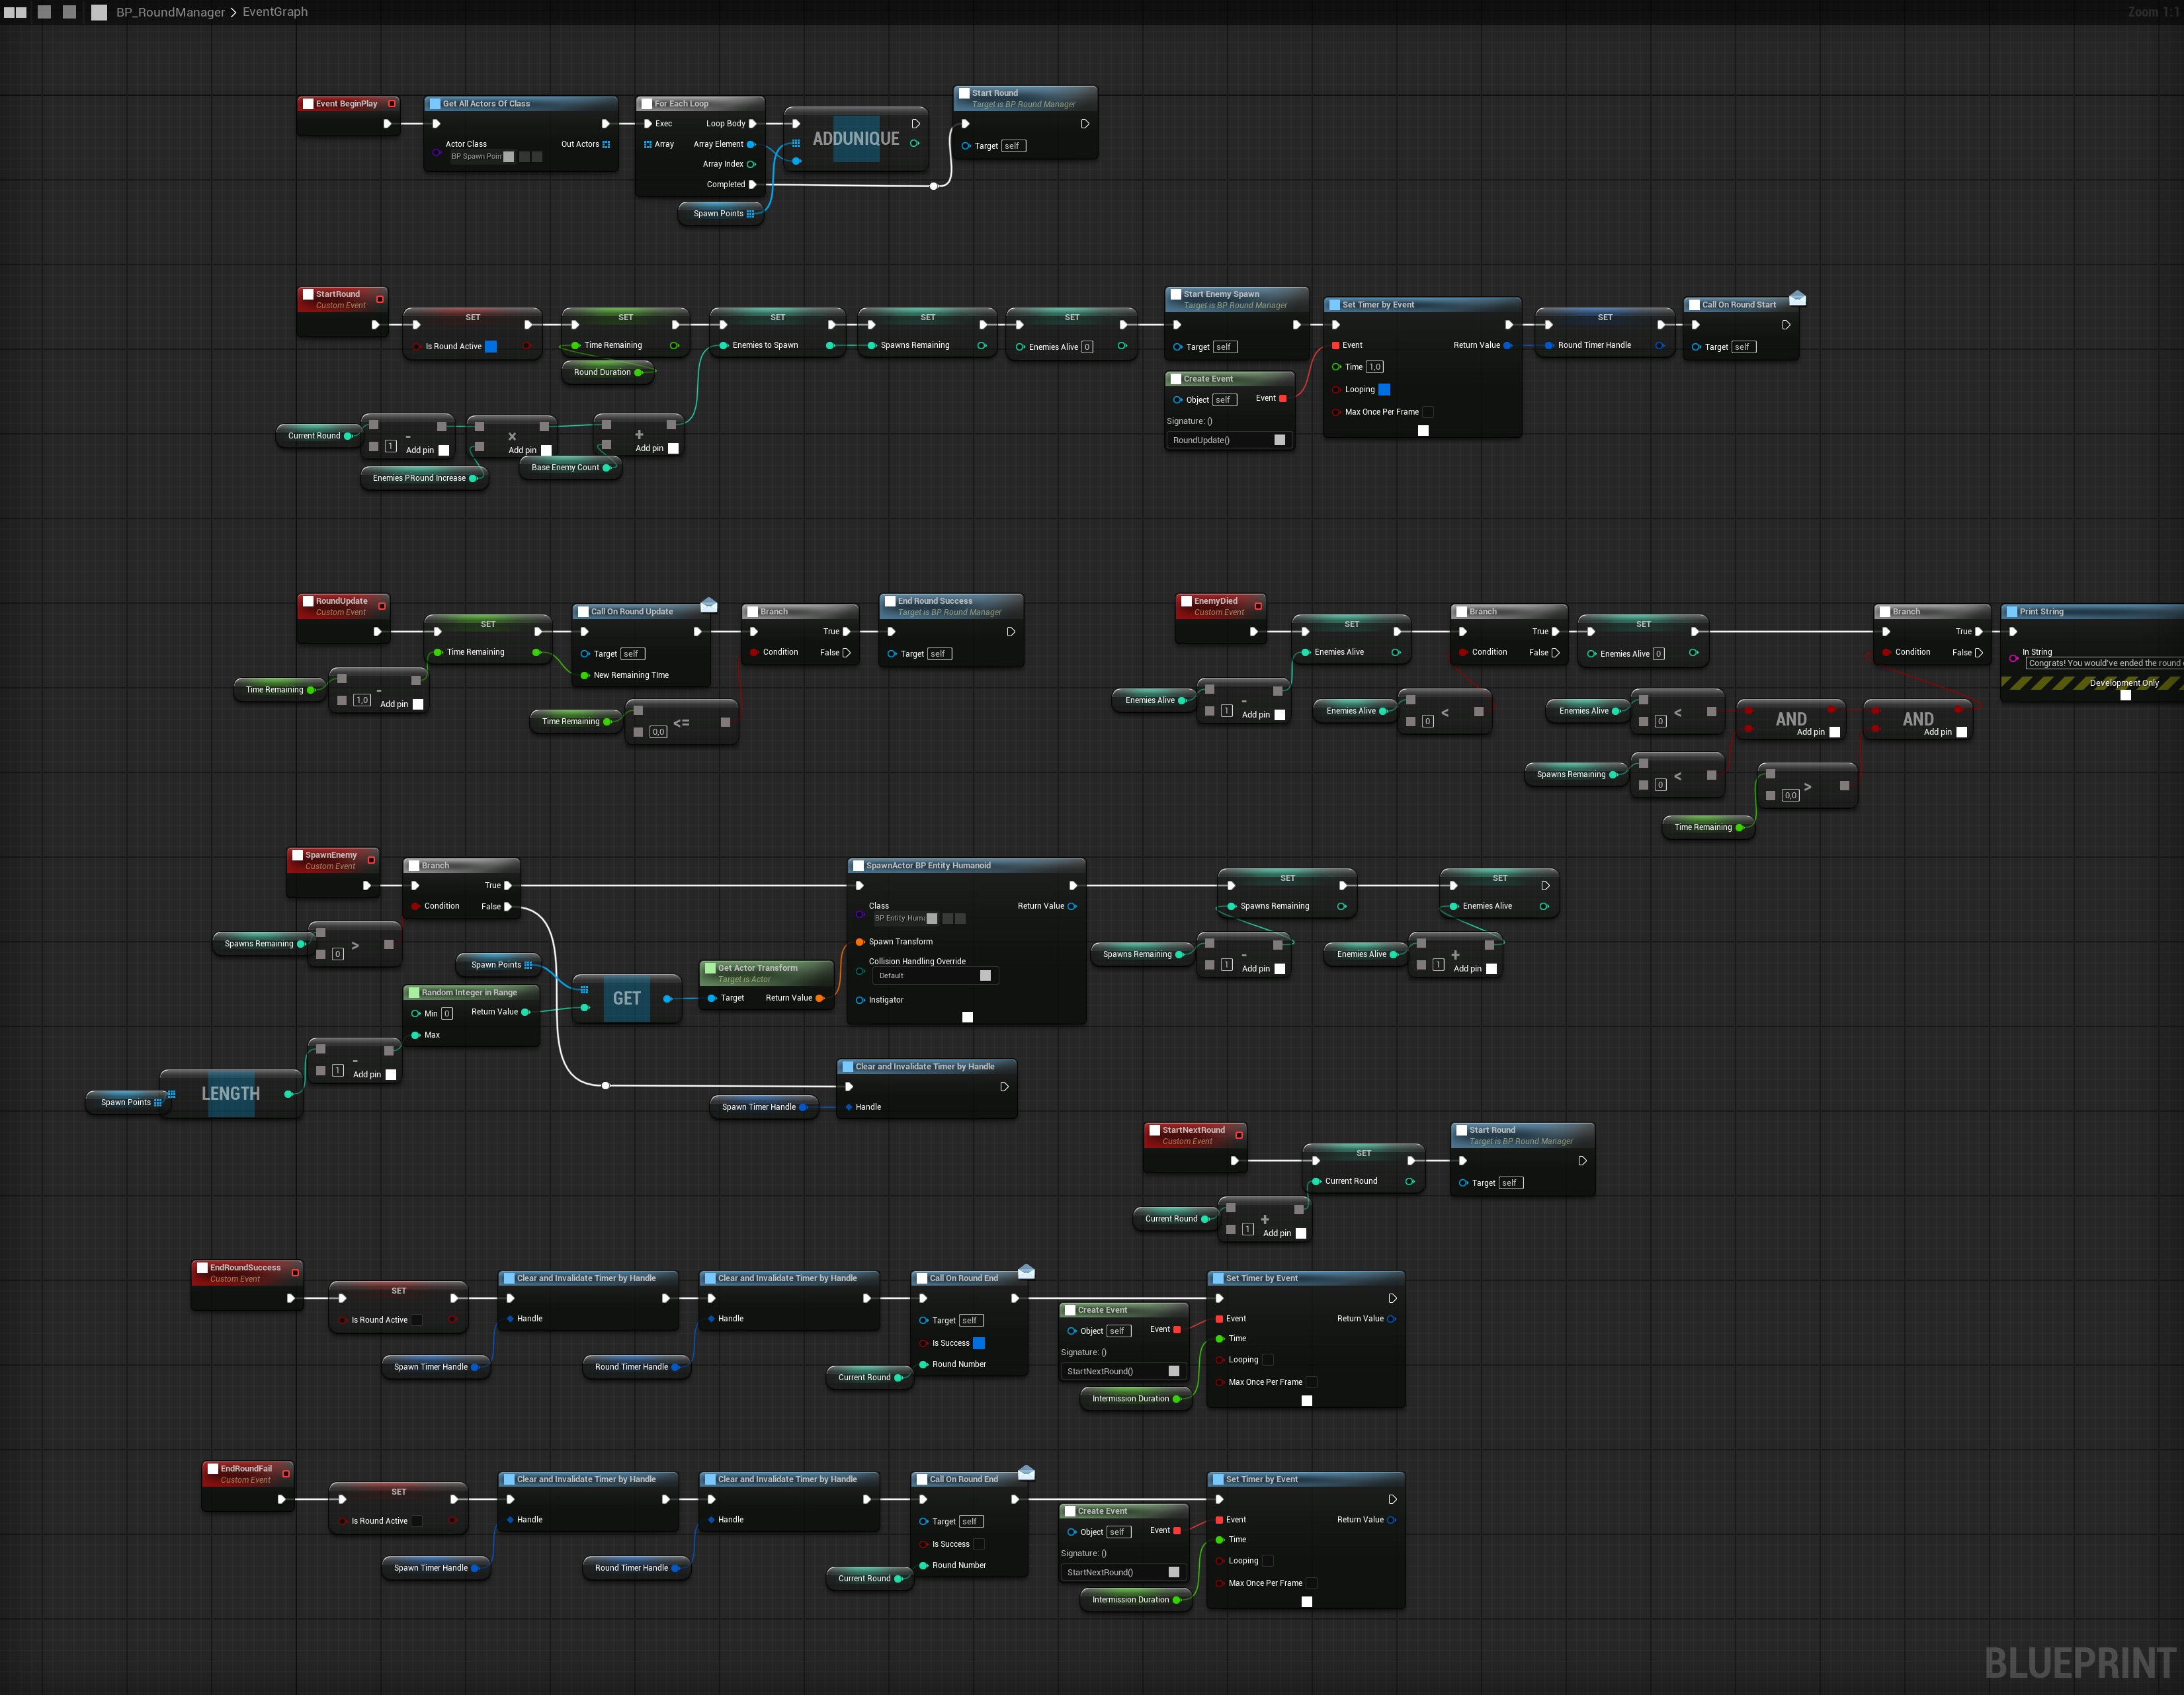 BP_RoundManager > EventGraph
Zoom 1:1
Event BeginPlay
Get All Actors Of Class
Actor Class
BP Spawn Poin
Out Actors
For Each Loop
Exec
Loop Body
Array
Array Element
Array Index
Completed
Spawn Points
ADDUNIQUE
Start Round
Target is BP Round Manager
Target self
StartRound
Custom Event
SET
Is Round Active
SET
Time Remaining
Round Duration
SET
Enemies to Spawn
SET
Spawns Remaining
SET
Enemies Alive 0
Start Enemy Spawn
Target is BP Round Manager
Target self
Create Event
Object self
Event
Signature: ()
RoundUpdate()
Set Timer by Event
Event
Return Value
Time 1,0
Looping
Max Once Per Frame
SET
Round Timer Handle
Call On Round Start
Target self
Current Round
-
1
Add pin
Enemies PRound Increase
x
Add pin
Base Enemy Count
+
Add pin
RoundUpdate
Custom Event
SET
Time Remaining
Time Remaining
-
1,0
Add pin
Call On Round Update
Target self
New Remaining TIme
Time Remaining
<=
0,0
Branch
True
Condition
False
End Round Success
Target is BP Round Manager
Target self
EnemyDied
Custom Event
SET
Enemies Alive
Enemies Alive
-
1
Add pin
Branch
True
Condition
False
Enemies Alive
<
0
SET
Enemies Alive 0
Enemies Alive
<
0
Spawns Remaining
<
0
AND
Add pin
AND
Add pin
Time Remaining
>
0,0
Branch
True
Condition
False
Print String
In String
Congrats! You would've ended the round
Development Only
SpawnEnemy
Custom Event
Branch
True
Condition
False
Spawns Remaining
>
0
Spawn Points
Random Integer in Range
Min 0
Return Value
Max
Spawn Points
LENGTH
-
1
Add pin
GET
Get Actor Transform
Target is Actor
Target
Return Value
SpawnActor BP Entity Humanoid
Class
BP Entity Huma
Return Value
Spawn Transform
Collision Handling Override
Default
Instigator
SET
Spawns Remaining
Spawns Remaining
-
1
Add pin
SET
Enemies Alive
Enemies Alive
+
1
Add pin
Clear and Invalidate Timer by Handle
Handle
Spawn Timer Handle
StartNextRound
Custom Event
SET
Current Round
Current Round
+
1
Add pin
Start Round
Target is BP Round Manager
Target self
EndRoundSuccess
Custom Event
SET
Is Round Active
Clear and Invalidate Timer by Handle
Handle
Spawn Timer Handle
Clear and Invalidate Timer by Handle
Handle
Round Timer Handle
Call On Round End
Target self
Is Success
Round Number
Current Round
Create Event
Object self
Event
Signature: ()
StartNextRound()
Intermission Duration
Set Timer by Event
Event
Return Value
Time
Looping
Max Once Per Frame
EndRoundFail
Custom Event
SET
Is Round Active
Clear and Invalidate Timer by Handle
Handle
Spawn Timer Handle
Clear and Invalidate Timer by Handle
Handle
Round Timer Handle
Call On Round End
Target self
Is Success
Round Number
Current Round
Create Event
Object self
Event
Signature: ()
StartNextRound()
Intermission Duration
Set Timer by Event
Event
Return Value
Time
Looping
Max Once Per Frame
BLUEPRINT